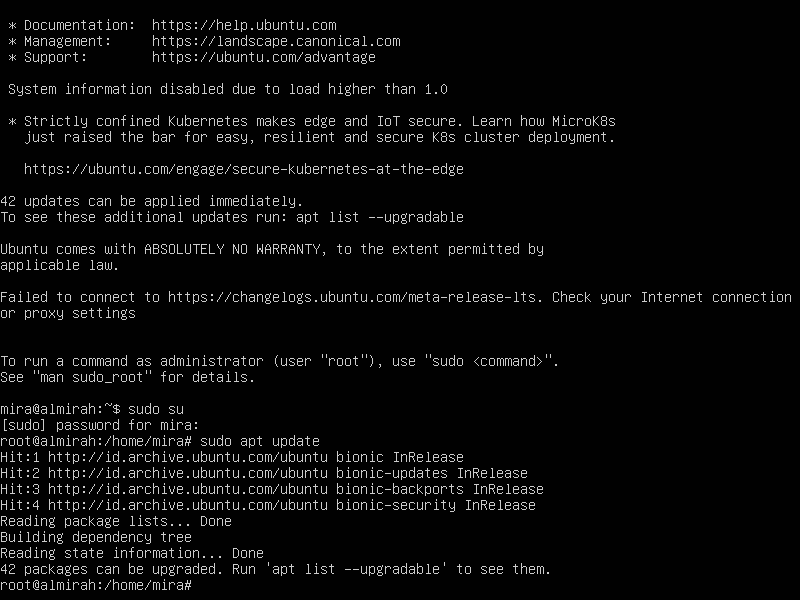 * Documentation:  https://help.ubuntu.com
* Management:     https://landscape.canonical.com
* Support:        https://ubuntu.com/advantage
System information disabled due to load higher than 1.0
* Strictly confined Kubernetes makes edge and IoT secure. Learn how MicroK8s
just raised the bar for easy, resilient and secure K8s cluster deployment.
https://ubuntu.com/engage/secure-kubernetes-at-the-edge
42 updates can be applied immediately.
To see these additional updates run: apt list --upgradable
Ubuntu comes with ABSOLUTELY NO WARRANTY, to the extent permitted by
applicable law.
Failed to connect to https://changelogs.ubuntu.com/meta-release-lts. Check your Internet connection
or proxy settings
To run a command as administrator (user "root"), use "sudo <command>".
See "man sudo_root" for details.
mira@almirah:~$ sudo su
[sudo] password for mira:
root@almirah:/home/mira# sudo apt update
Hit:1 http://id.archive.ubuntu.com/ubuntu bionic InRelease
Hit:2 http://id.archive.ubuntu.com/ubuntu bionic-updates InRelease
Hit:3 http://id.archive.ubuntu.com/ubuntu bionic-backports InRelease
Hit:4 http://id.archive.ubuntu.com/ubuntu bionic-security InRelease
Reading package lists... Done
Building dependency tree
Reading state information... Done
42 packages can be upgraded. Run 'apt list --upgradable' to see them.
root@almirah:/home/mira#